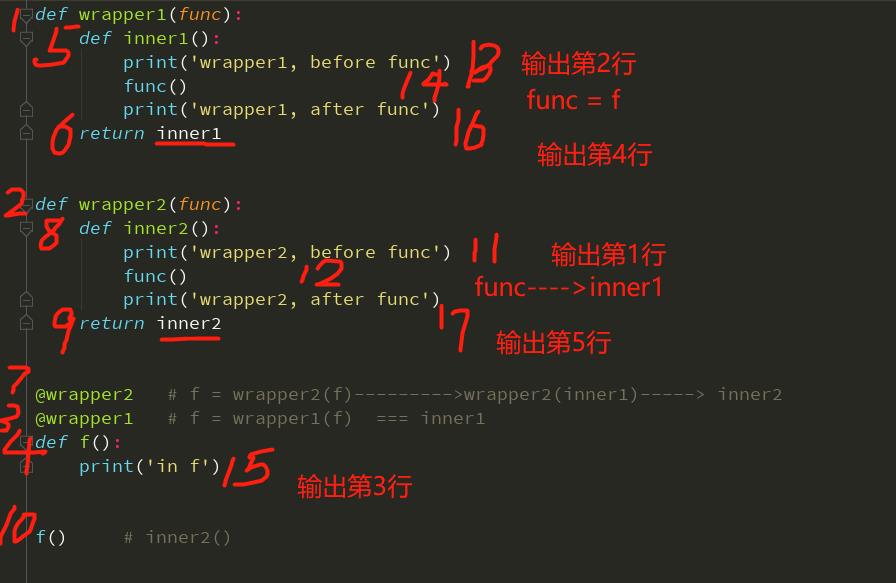 1 def wrapper1(func):
5 def inner1():
print('wrapper1, before func') 13 输出第2行
func() 14 func = f
print('wrapper1, after func') 16
6 return inner1 输出第4行
2 def wrapper2(func):
8 def inner2():
print('wrapper2, before func') 11 输出第1行
func() 12 func---->inner1
print('wrapper2, after func') 17
9 return inner2 输出第5行
7 @wrapper2 # f = wrapper2(f)--------->wrapper2(inner1)-----> inner2
3 @wrapper1 # f = wrapper1(f) === inner1
4 def f():
print('in f') 15 输出第3行
10 f() # inner2()